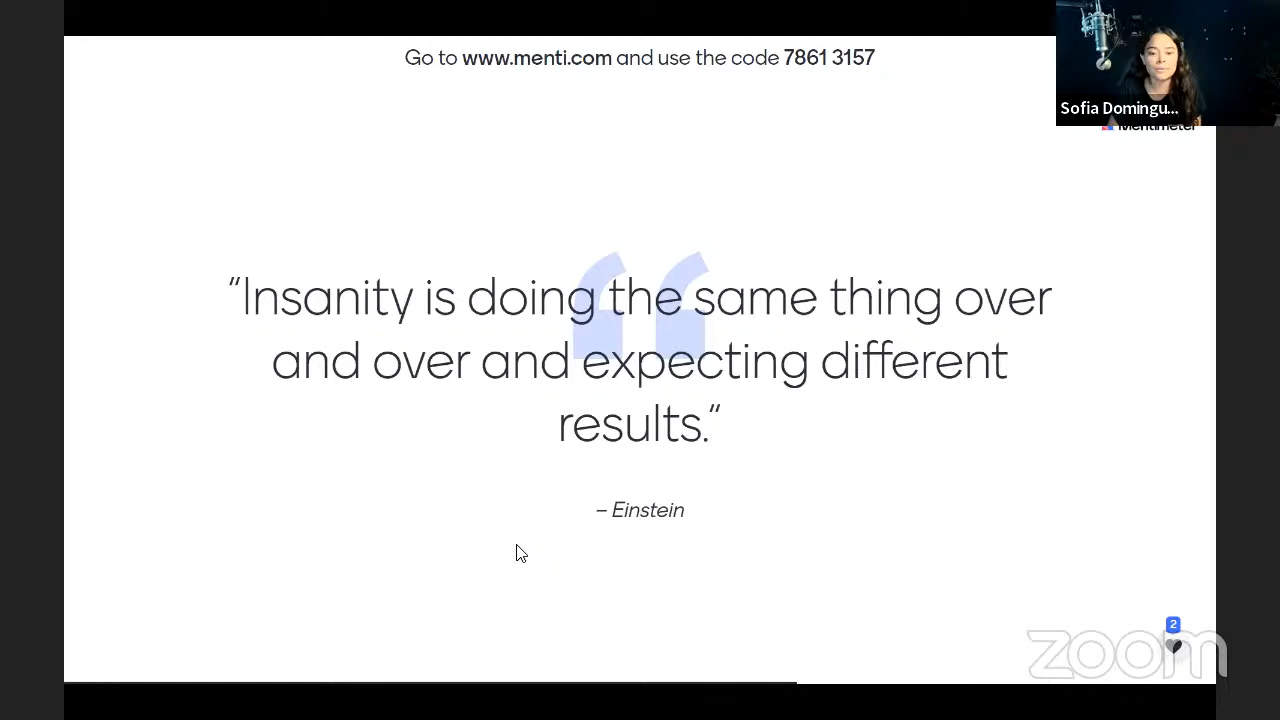 Go to www.menti.com and use the code 7861 3157
Sofia Domingu...
Mentimeter
"Insanity is doing the same thing over
and over and expecting different
results."
– Einstein
2
zoom